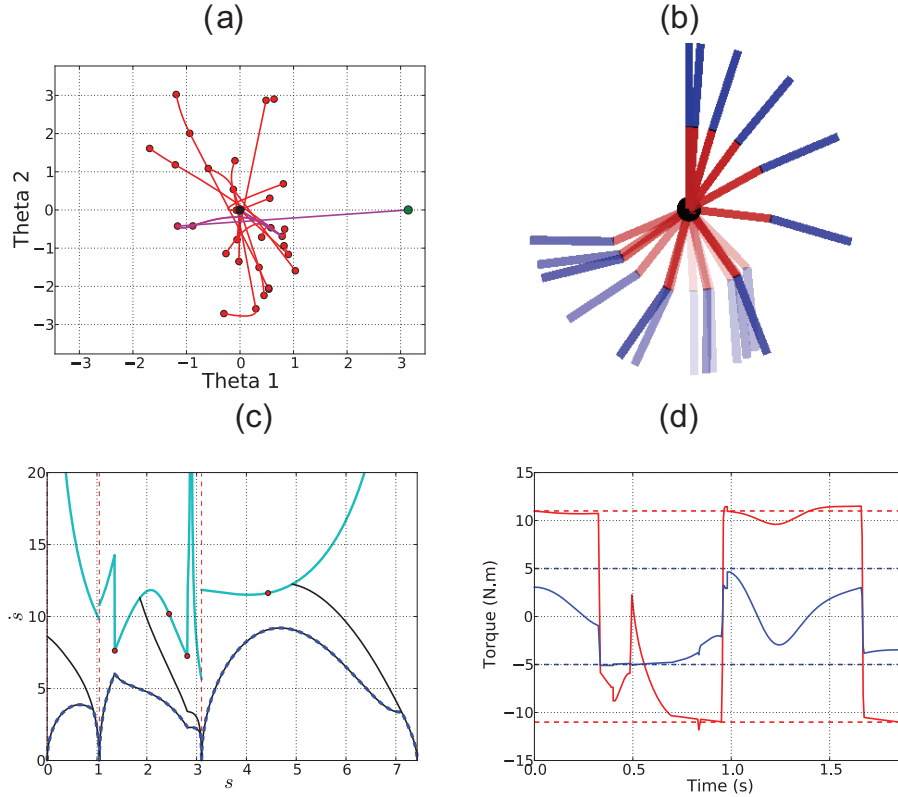 (a)
3
2
1
0
−1
−2
−3
Theta 2
−3 −2 −1 0 1 2 3
Theta 1
(b)
(c)
20
15
10
5
0
ṡ
0 1 2 3 4 5 6 7
s
(d)
15
10
5
0
−5
−10
−15
Torque (N.m)
0.0 0.5 1.0 1.5
Time (s)